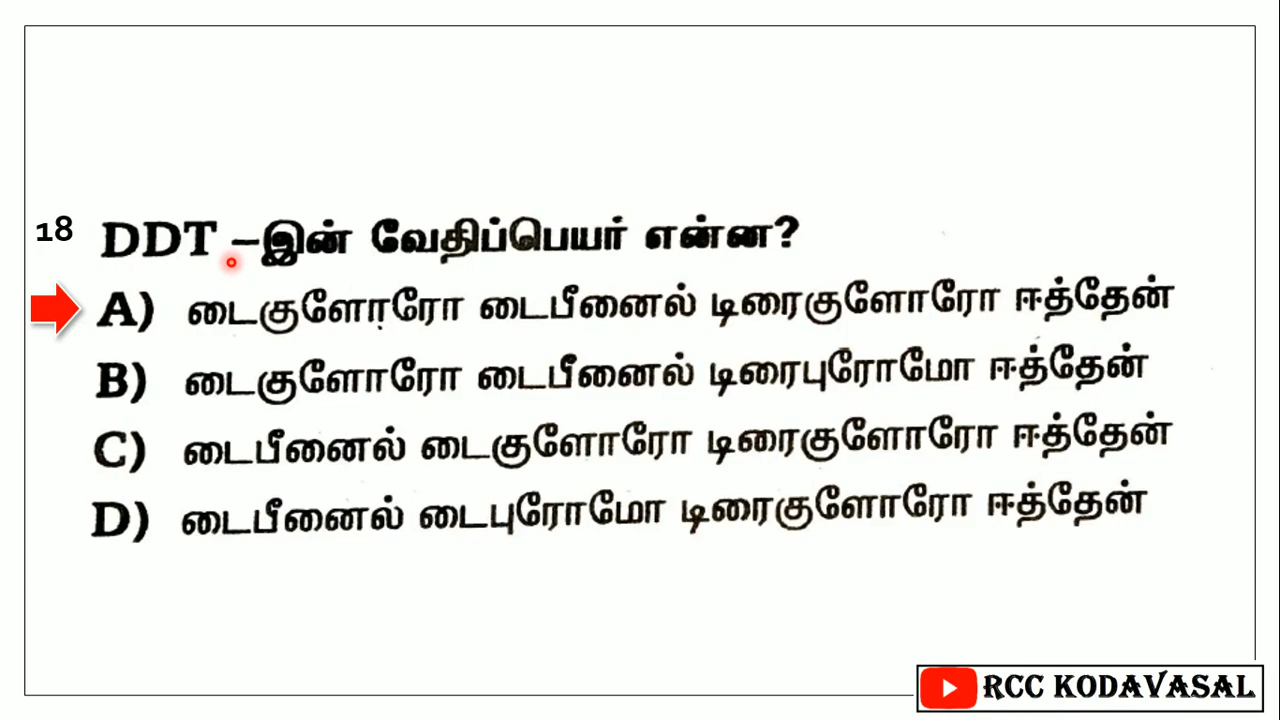 18 DDT –இன் வேதிப்பெயர் என்ன?
A) டைகுளோரோ டைபீனைல் டிரைகுளோரோ ஈத்தேன்
B) டைகுளோரோ டைபீனைல் டிரைபுரோமோ ஈத்தேன்
C) டைபீனைல் டைகுளோரோ டிரைகுளோரோ ஈத்தேன்
D) டைபீனைல் டைபுரோமோ டிரைகுளோரோ ஈத்தேன்
RCC KODAVASAL